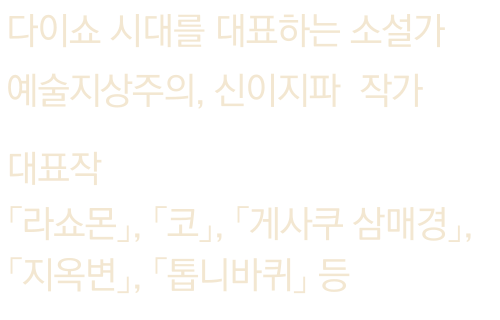 다이쇼 시대를 대표하는 소설가
예술지상주의, 신이지파 작가
대표작
「라쇼몬」, 「코」, 「게사쿠 삼매경」,
「지옥변」, 「톱니바퀴」 등